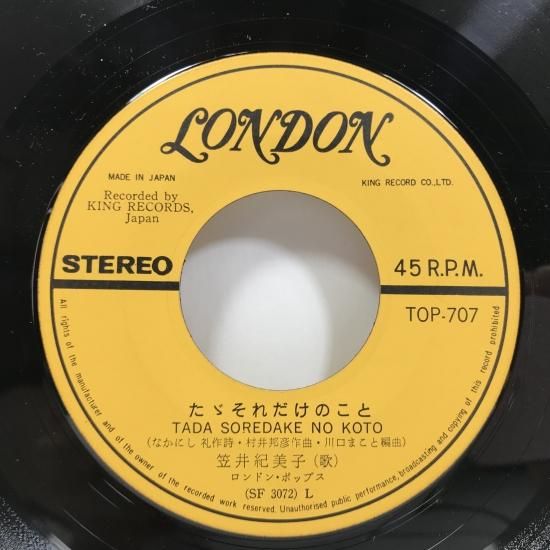 LONDON
MADE IN JAPAN
KING RECORD CO.,LTD.
Recorded by
KING RECORDS,
Japan
STEREO
45 R.P.M.
TOP-707
たゞそれだけのこと
TADA SOREDAKE NO KOTO
(なかにし 礼作詩・村井邦彦作曲・川口まこと編曲)
笠井紀美子(歌)
ロンドン・ポップス
(SF 3072) L
All rights of the manufacturer and of the owner of the recorded work reserved. Unauthorised public performance, broadcasting and copying of this record prohibited